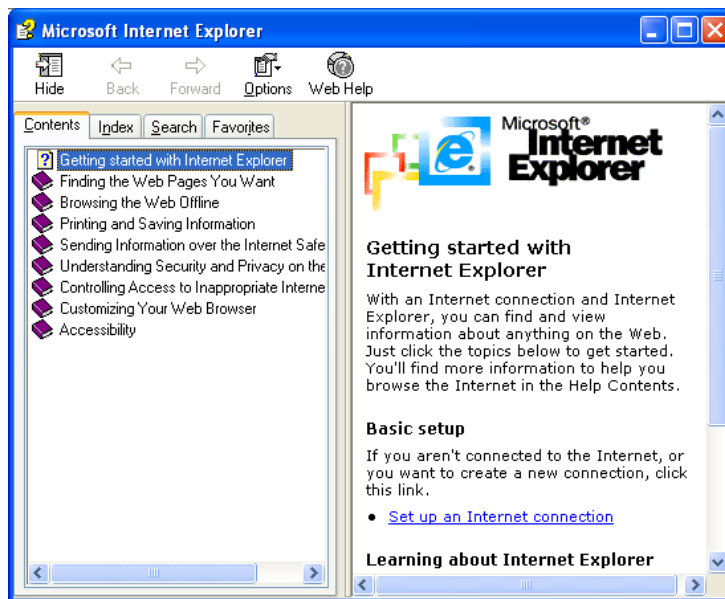 Microsoft Internet Explorer
Hide Back Forward Options Web Help
Contents Index Search Favorites
Getting started with Internet Explorer
Finding the Web Pages You Want
Browsing the Web Offline
Printing and Saving Information
Sending Information over the Internet Safe
Understanding Security and Privacy on the
Controlling Access to Inappropriate Interne
Customizing Your Web Browser
Accessibility
Microsoft®
Internet
Explorer
Getting started with
Internet Explorer
With an Internet connection and Internet
Explorer, you can find and view
information about anything on the Web.
Just click the topics below to get started.
You'll find more information to help you
browse the Internet in the Help Contents.
Basic setup
If you aren't connected to the Internet, or
you want to create a new connection, click
this link.
• Set up an Internet connection
Learning about Internet Explorer